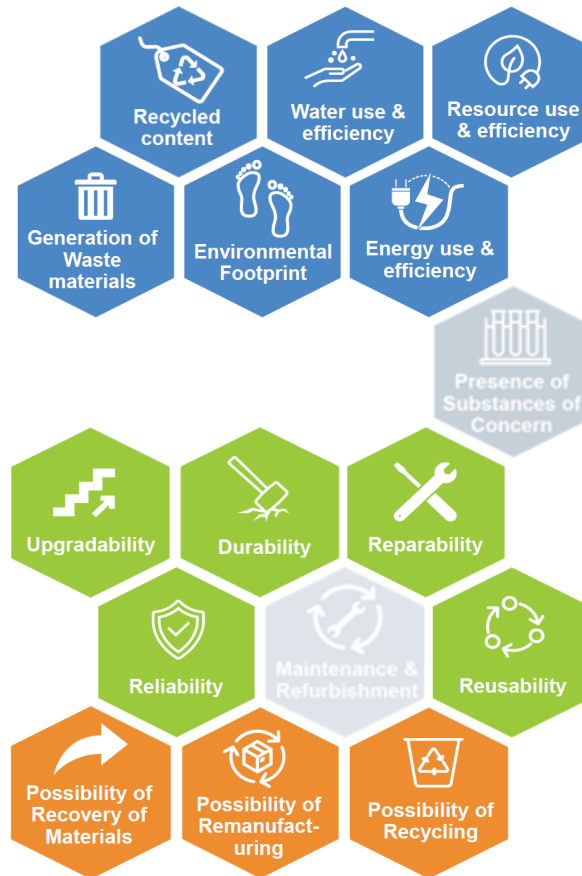 Recycled
content
Water use &
efficiency
Resource use
& efficiency
Generation of
Waste
materials
Environmental
Footprint
Energy use &
efficiency
Presence of
Substances of
Concern
Upgradability
Durability
Reparability
Reliability
Maintenance &
Refurbishment
Reusability
Possibility of
Recovery of
Materials
Possibility of
Remanufact-
uring
Possibility of
Recycling